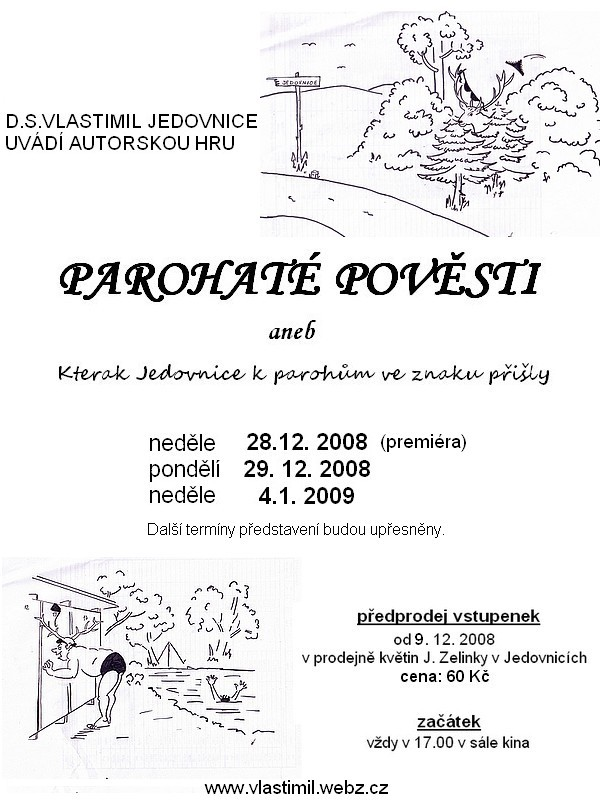 JEDOVNICE
D.S.VLASTIMIL JEDOVNICE
UVÁDÍ AUTORSKOU HRU
PAROHATÉ POVĚSTI
aneb
Kterak Jedovnice k parohům ve znaku přišly
neděle 28.12. 2008 (premiéra)
pondělí 29. 12. 2008
neděle 4.1. 2009
Další termíny představení budou upřesněny.
předprodej vstupenek
od 9. 12. 2008
v prodejně květin J. Zelinky v Jedovnicích
cena: 60 Kč
začátek
vždy v 17.00 v sále kina
www.vlastimil.webz.cz